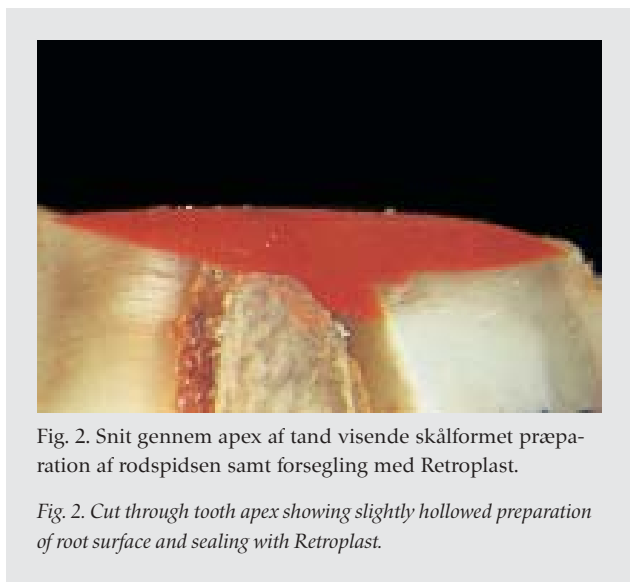 Fig. 2. Snit gennem apex af tand visende skålformet præpa-
ration af rodspidsen samt forsegling med Retroplast.
Fig. 2. Cut through tooth apex showing slightly hollowed preparation
of root surface and sealing with Retroplast.